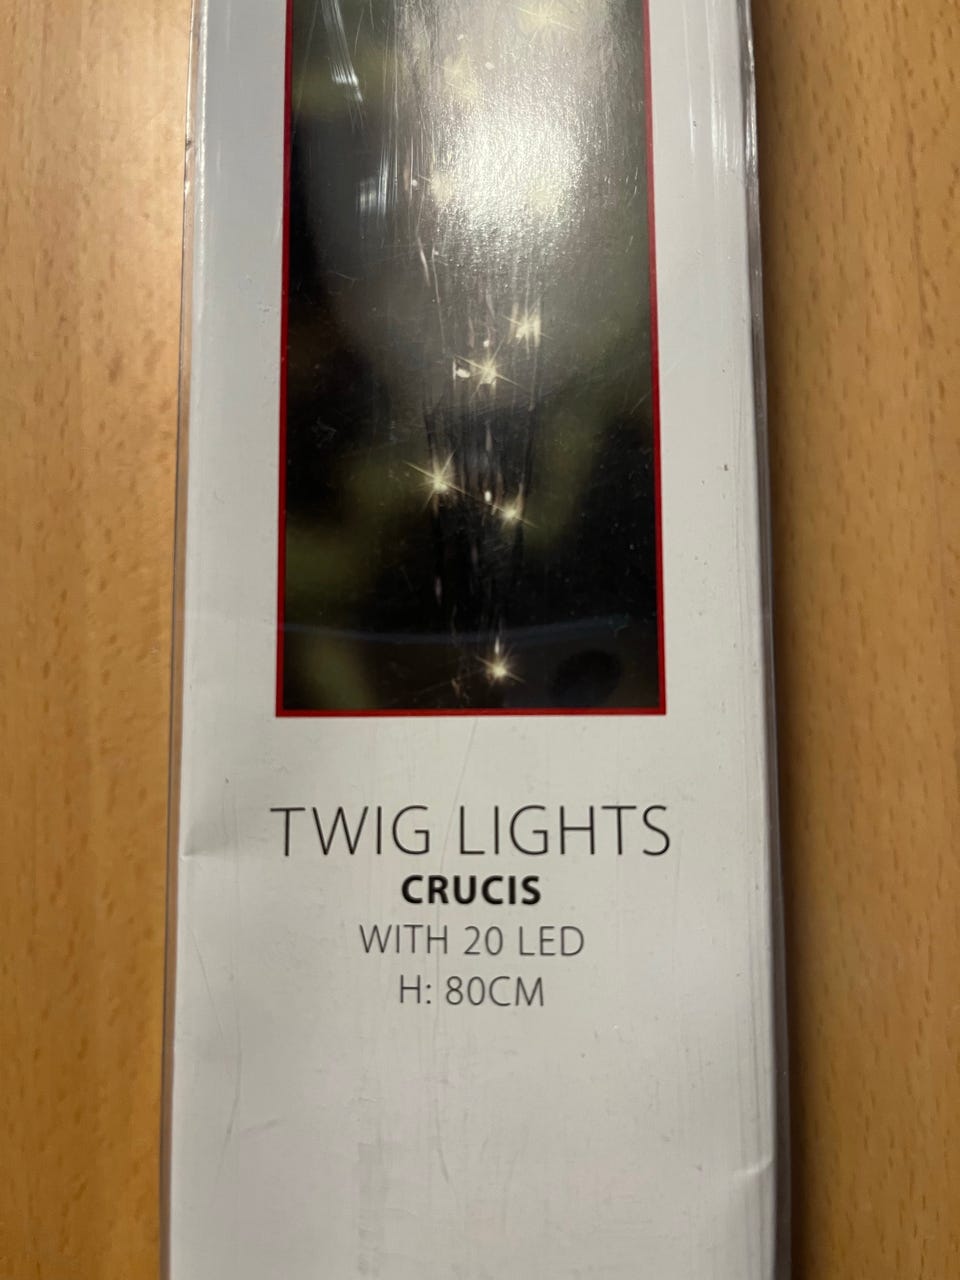 TWIG LIGHTS
CRUCIS
WITH 20 LED
H: 80CM